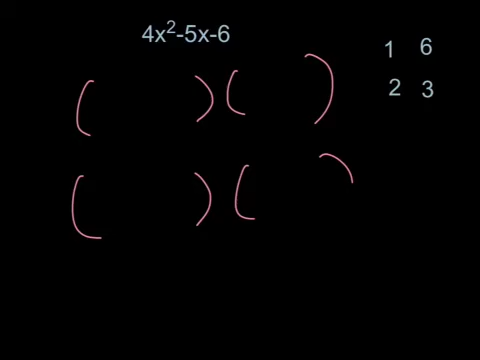 4x²-5x-6
1 6
2 3
( ) ( )
( ) ( )